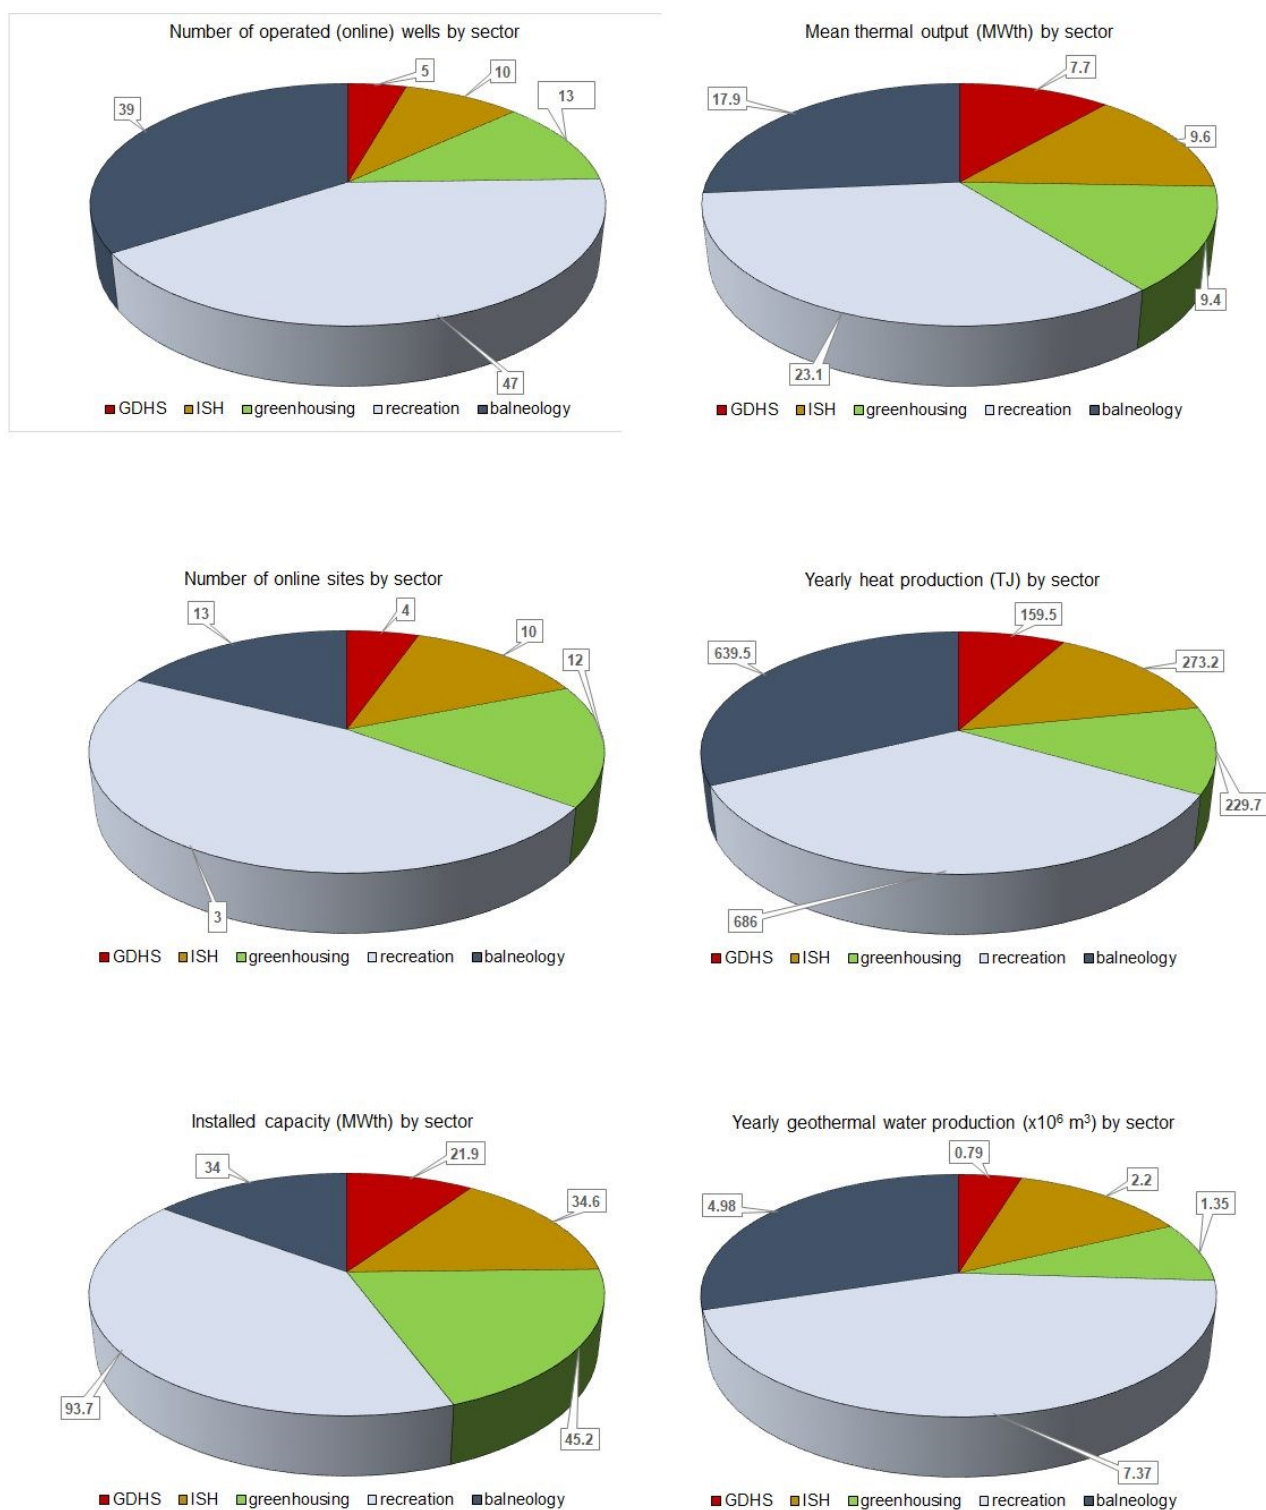 Number of operated (online) wells by sector
5
10
13
39
47
GDHS ISH greenhousing recreation balneology
Mean thermal output (MWth) by sector
7.7
17.9
9.6
9.4
23.1
GDHS ISH greenhousing recreation balneology
Number of online sites by sector
4
13
10
12
3
GDHS ISH greenhousing recreation balneology
Yearly heat production (TJ) by sector
159.5
639.5
273.2
229.7
686
GDHS ISH greenhousing recreation balneology
Installed capacity (MWth) by sector
21.9
34
34.6
93.7
45.2
GDHS ISH greenhousing recreation balneology
Yearly geothermal water production (x10⁶ m³) by sector
0.79
2.2
4.98
1.35
7.37
GDHS ISH greenhousing recreation balneology